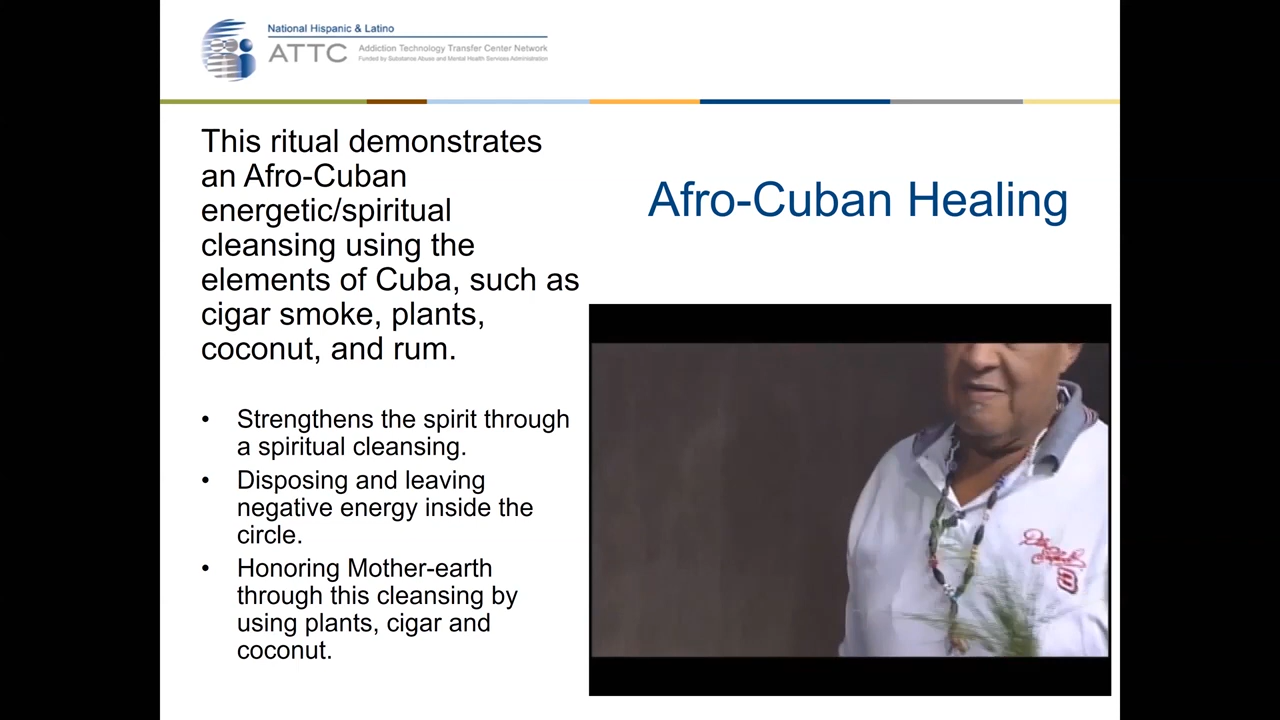 National Hispanic & Latino
ATTC
Addiction Technology Transfer Center Network
Funded by Substance Abuse and Mental Health Services Administration
This ritual demonstrates
an Afro-Cuban
energetic/spiritual
cleansing using the
elements of Cuba, such as
cigar smoke, plants,
coconut, and rum.
• Strengthens the spirit through
a spiritual cleansing.
• Disposing and leaving
negative energy inside the
circle.
• Honoring Mother-earth
through this cleansing by
using plants, cigar and
coconut.
Afro-Cuban Healing